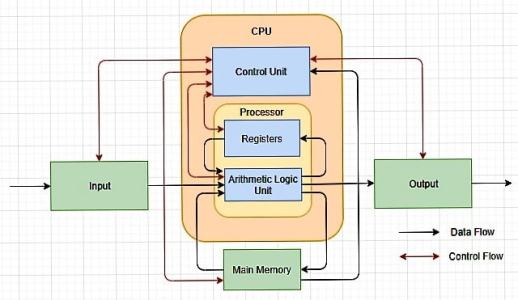 CPU
Control Unit
Processor
Registers
Arithmetic Logic
Unit
Input
Output
Main Memory
Data Flow
Control Flow